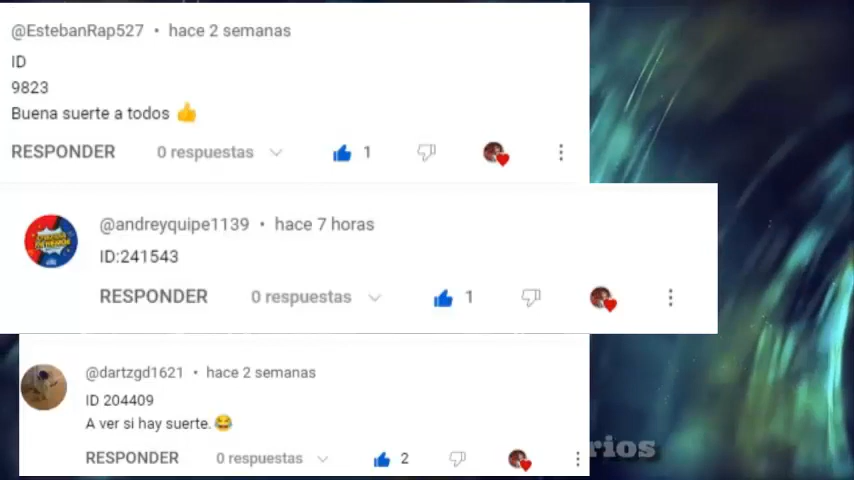 @EstebanRap527 • hace 2 semanas
ID
9823
Buena suerte a todos 👍
RESPONDER 0 respuestas 1
@andreyquipe1139 • hace 7 horas
ID:241543
RESPONDER 0 respuestas 1
@dartzgd1621 • hace 2 semanas
ID 204409
A ver si hay suerte.😂
RESPONDER 0 respuestas 2
rios